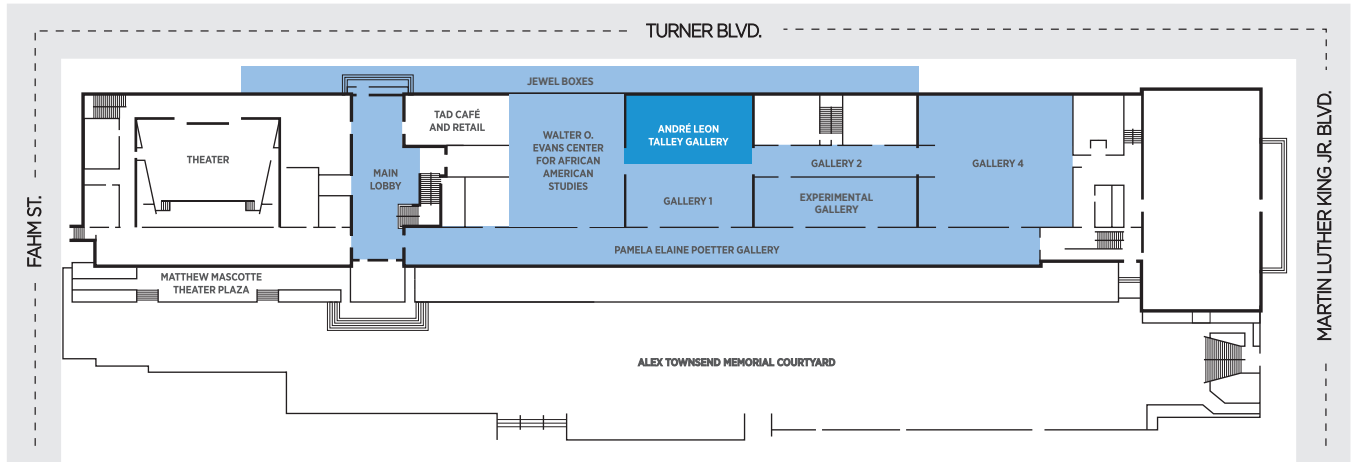 TURNER BLVD.
JEWEL BOXES
TAD CAFÉ
AND RETAIL
ANDRÉ LEON
TALLEY GALLERY
WALTER O.
EVANS CENTER
FOR AFRICAN
AMERICAN
STUDIES
THEATER
MAIN
LOBBY
GALLERY 2
GALLERY 4
GALLERY 1
EXPERIMENTAL
GALLERY
PAMELA ELAINE POETTER GALLERY
MATTHEW MASCOTTE
THEATER PLAZA
ALEX TOWNSEND MEMORIAL COURTYARD
FAHM ST.
MARTIN LUTHER KING JR. BLVD.